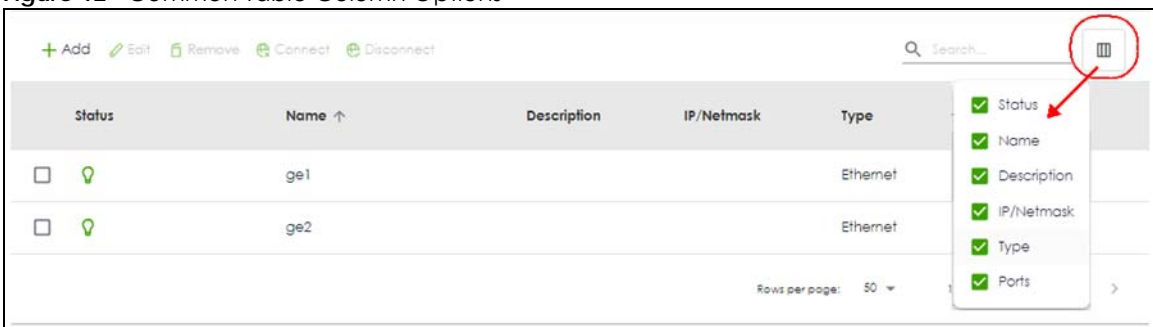 Figure 12 Common Table Column Options
Add Edit Remove Connect Disconnect Search...
Status Name ↑ Description IP/Netmask Type
ge1 Ethernet
ge2 Ethernet
Rows per page: 50
Status
Name
Description
IP/Netmask
Type
Ports